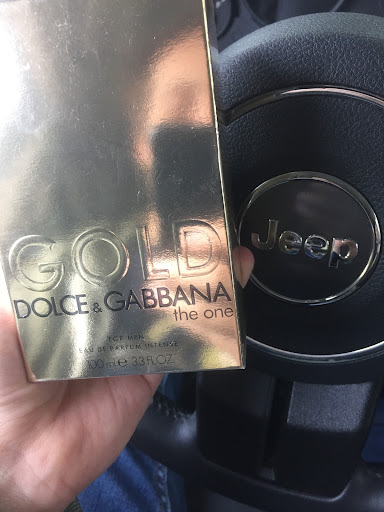 GOLD
DOLCE & GABBANA
the one
FOR MEN
EAU DE PARFUM INTENSE
100 ml e 3.3 FL.OZ.
Jeep